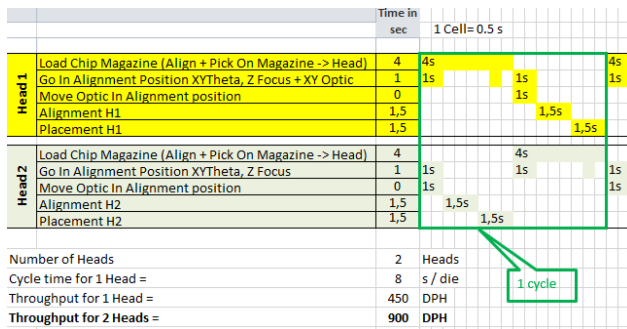 Time in
sec 1 Cell= 0.5 s
Head1
Load Chip Magazine (Align + Pick On Magazine -> Head) 4 4s 4s
Go In Alignment Position XYTheta, Z Focus + XY Optic 1 1s 1s 1s
Move Optic In Alignment position 0 1s
Alignment H1 1,5 1,5s
Placement H1 1,5 1,5s
Head2
Load Chip Magazine (Align + Pick On Magazine -> Head) 4 4s
Go In Alignment Position XYTheta, Z Focus 1 1s 1s 1s
Move Optic In Alignment position 0 1s 1s
Alignment H2 1,5 1,5s
Placement H2 1,5 1,5s
Number of Heads 2 Heads
Cycle time for 1 Head = 8 s / die
1 cycle
Throughput for 1 Head = 450 DPH
Throughput for 2 Heads = 900 DPH